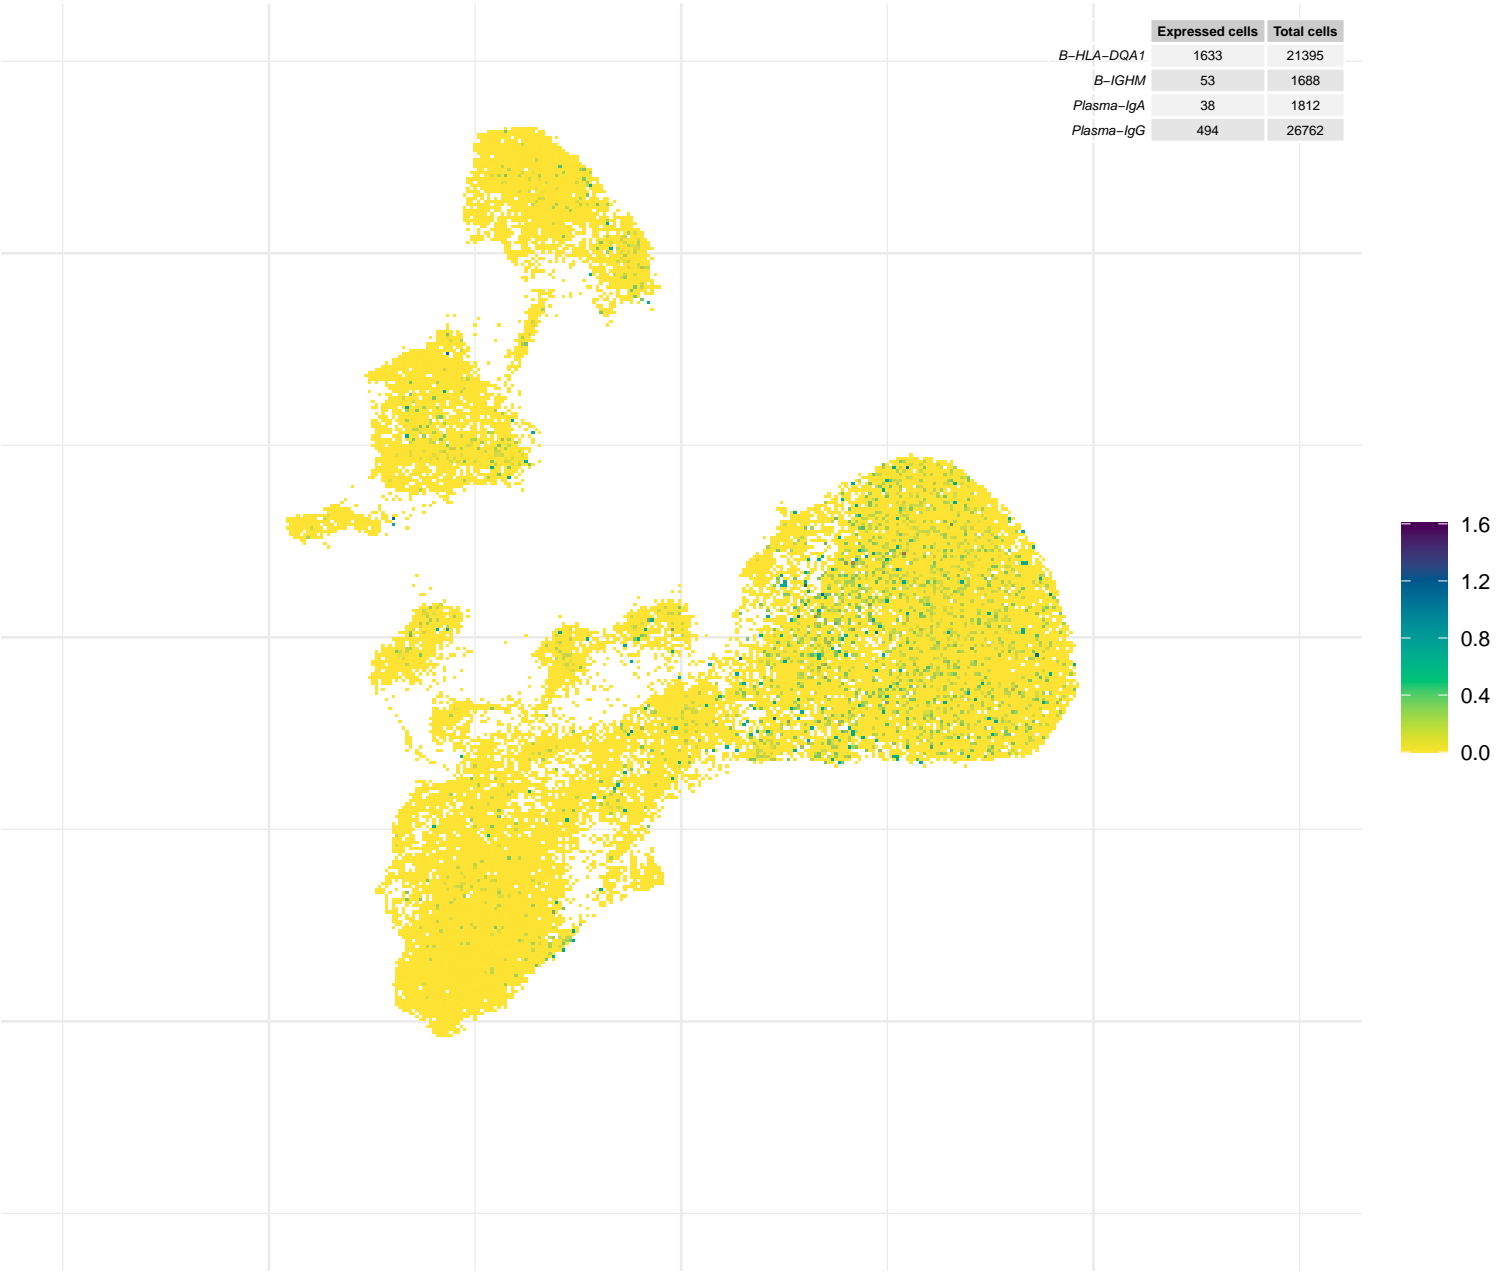 Expressed cells Total cells
B−HLA−DQA1 1633 21395
B−IGHM 53 1688
Plasma−IgA 38 1812
Plasma−IgG 494 26762
1.6
1.2
0.8
0.4
0.0